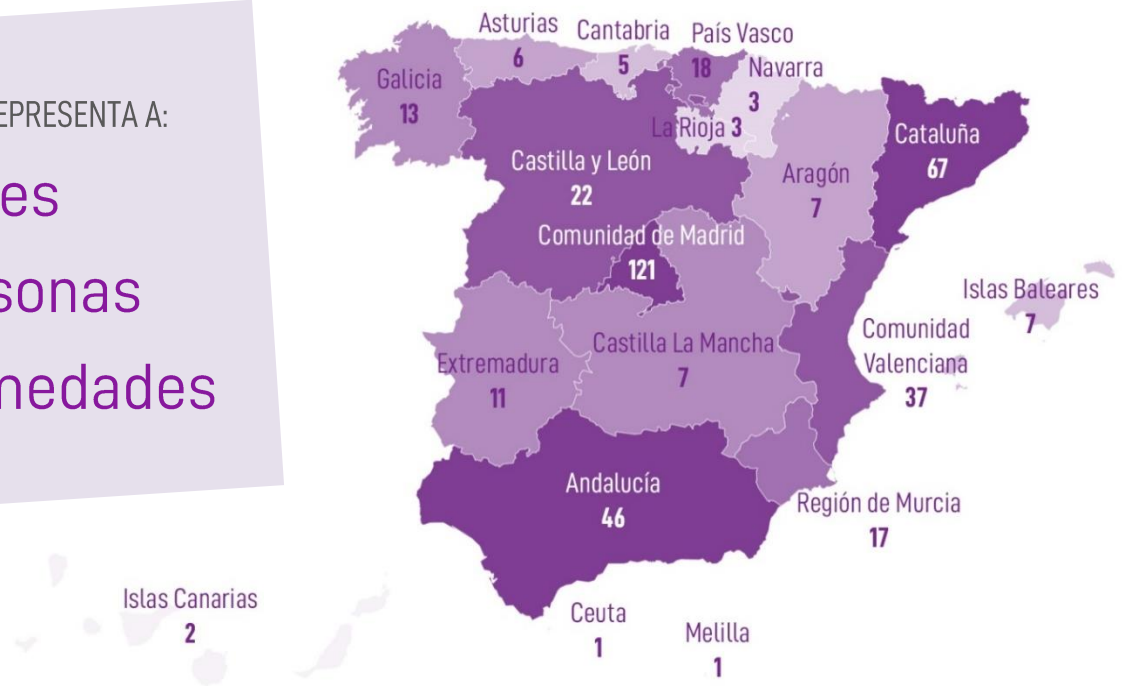 EPRESENTA A:
es
sonas
medades
Asturias
6
Cantabria
5
País Vasco
18
Navarra
3
Galicia
13
La Rioja 3
Cataluña
67
Castilla y León
22
Aragón
7
Comunidad de Madrid
121
Islas Baleares
7
Comunidad
Valenciana
37
Castilla La Mancha
7
Extremadura
11
Andalucía
46
Región de Murcia
17
Islas Canarias
2
Ceuta
1
Melilla
1